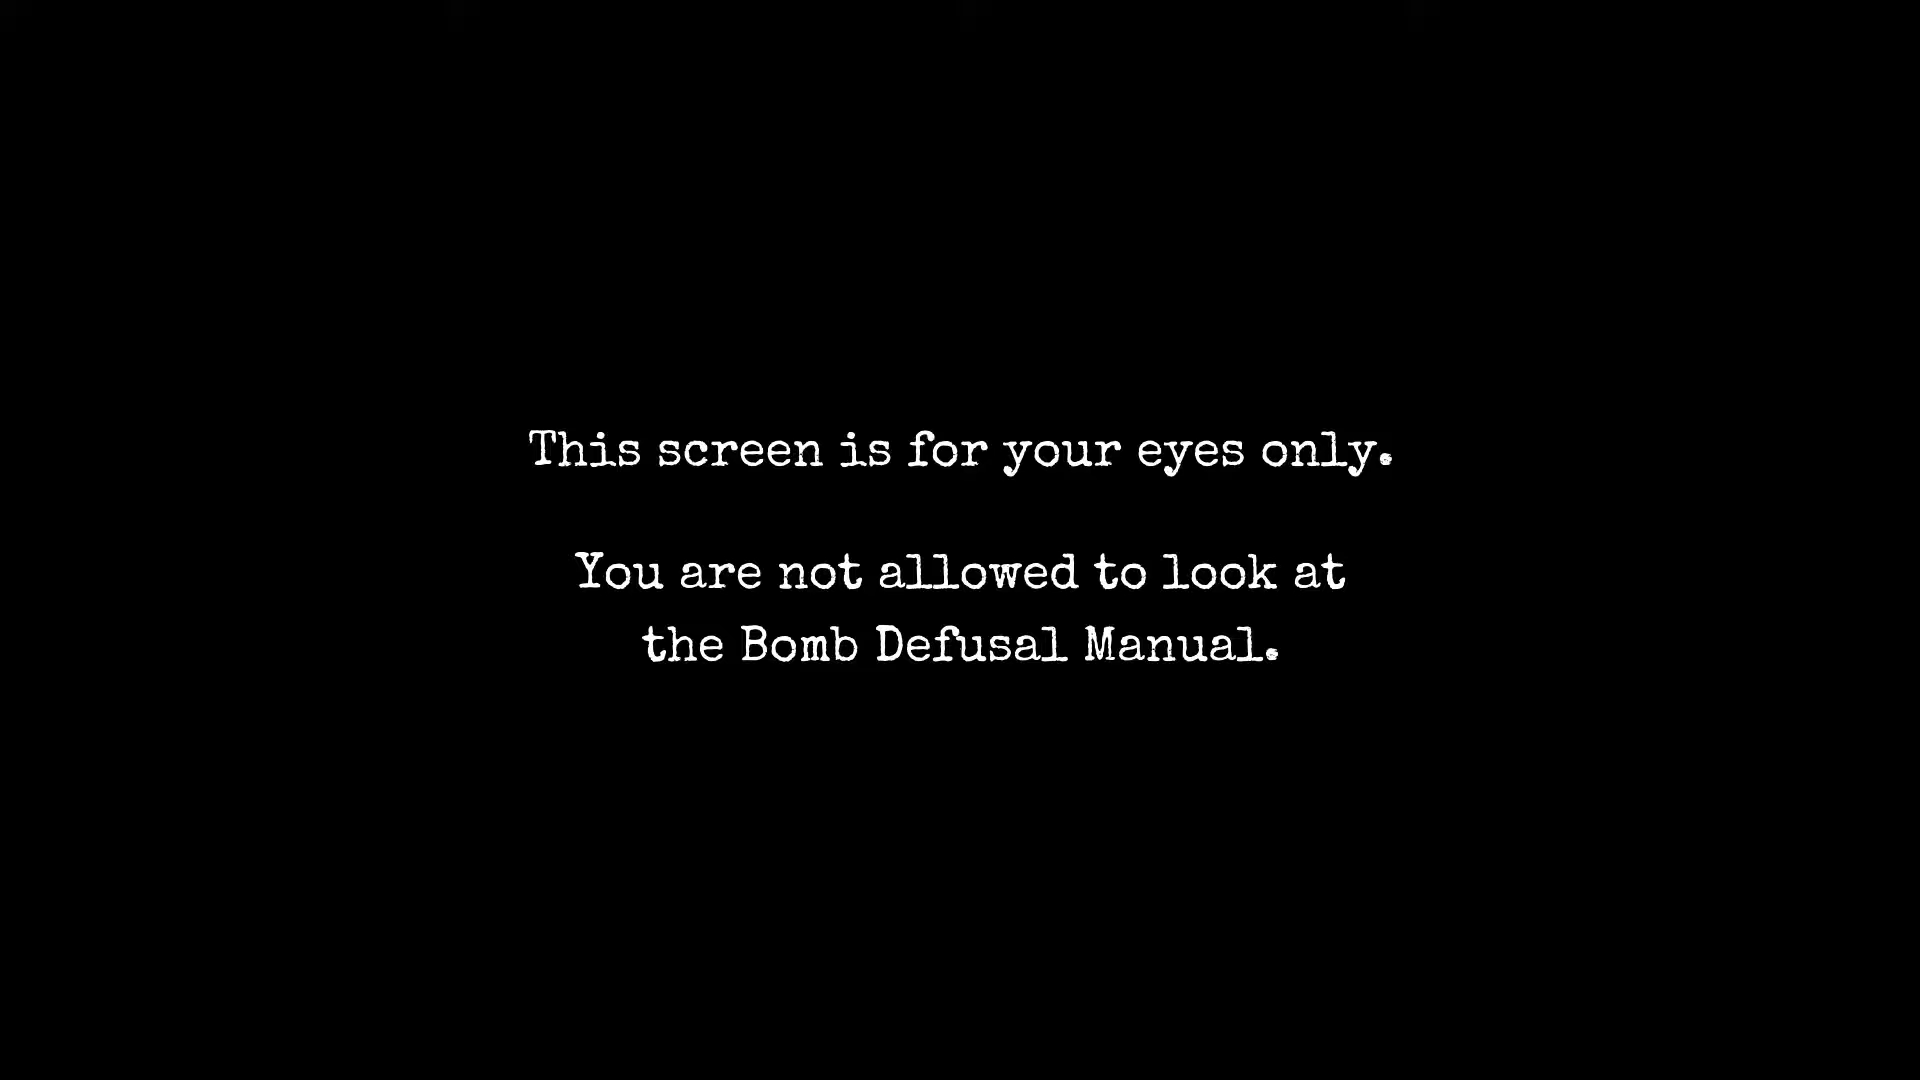 This screen is for your eyes only.
You are not allowed to look at
the Bomb Defusal Manual.